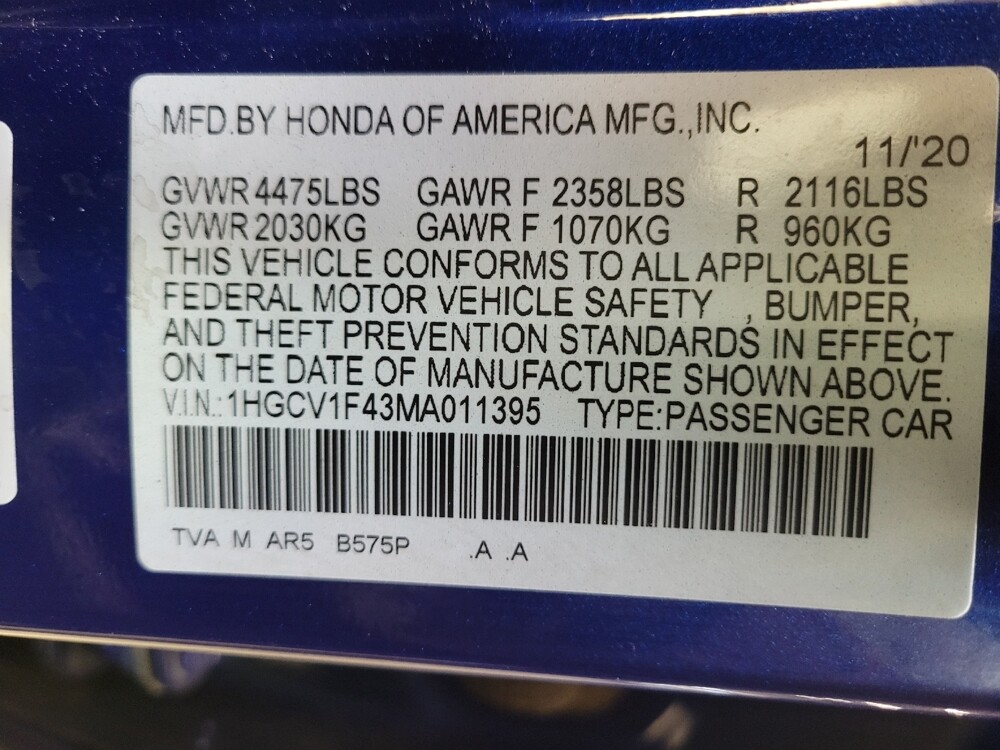 MFD.BY HONDA OF AMERICA MFG.,INC.
11/'20
GVWR 4475LBS GAWR F 2358LBS R 2116LBS
GVWR 2030KG GAWR F 1070KG R 960KG
THIS VEHICLE CONFORMS TO ALL APPLICABLE
FEDERAL MOTOR VEHICLE SAFETY , BUMPER,
AND THEFT PREVENTION STANDARDS IN EFFECT
ON THE DATE OF MANUFACTURE SHOWN ABOVE.
V.I.N.:1HGCV1F43MA011395 TYPE:PASSENGER CAR
TVA M AR5 B575P .A .A